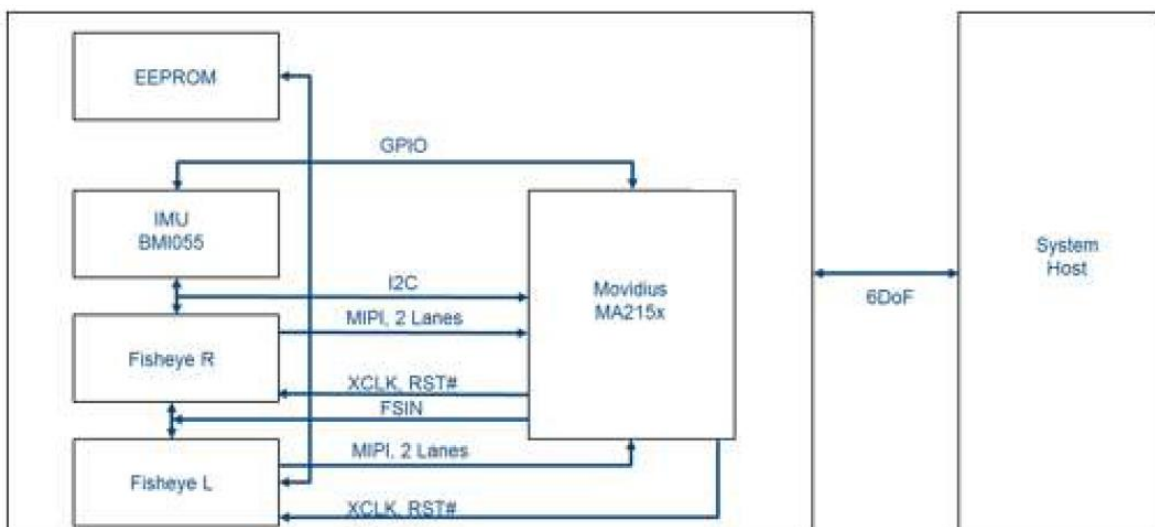 EEPROM
GPIO
IMU
BMI055
I2C
Movidius
MA215x
System
Host
6DoF
MIPI, 2 Lanes
Fisheye R
XCLK, RST#
FSIN
MIPI, 2 Lanes
Fisheye L
XCLK, RST#